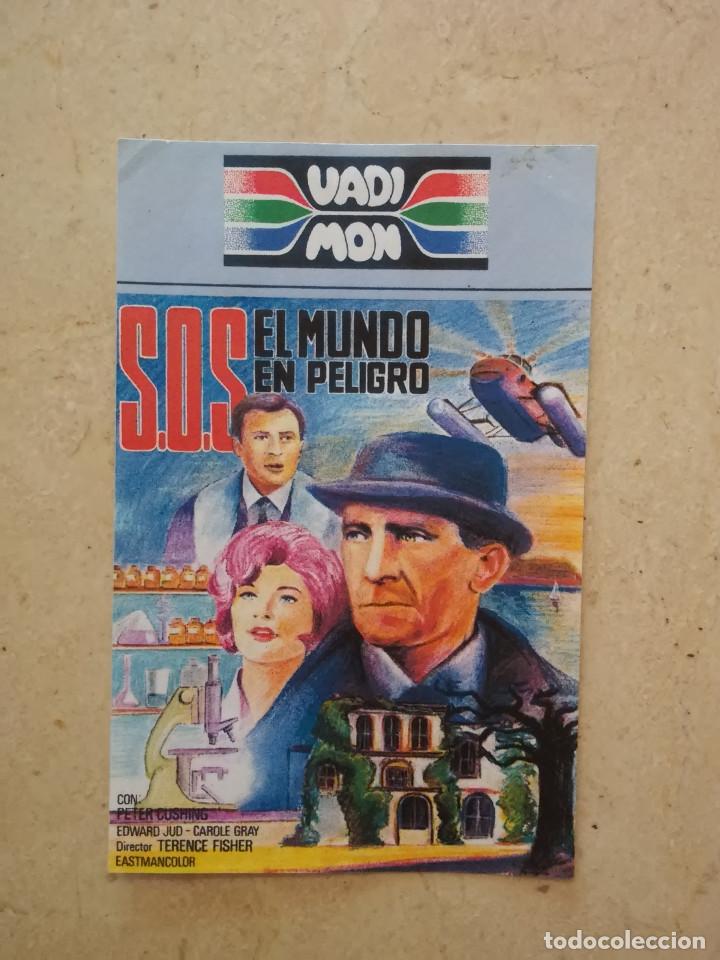 VADI
MON
S.O.S
EL MUNDO
EN PELIGRO
CON:
PETER CUSHING
EDWARD JUD - CAROLE GRAY
Director TERENCE FISHER
EASTMANCOLOR
todocoleccion